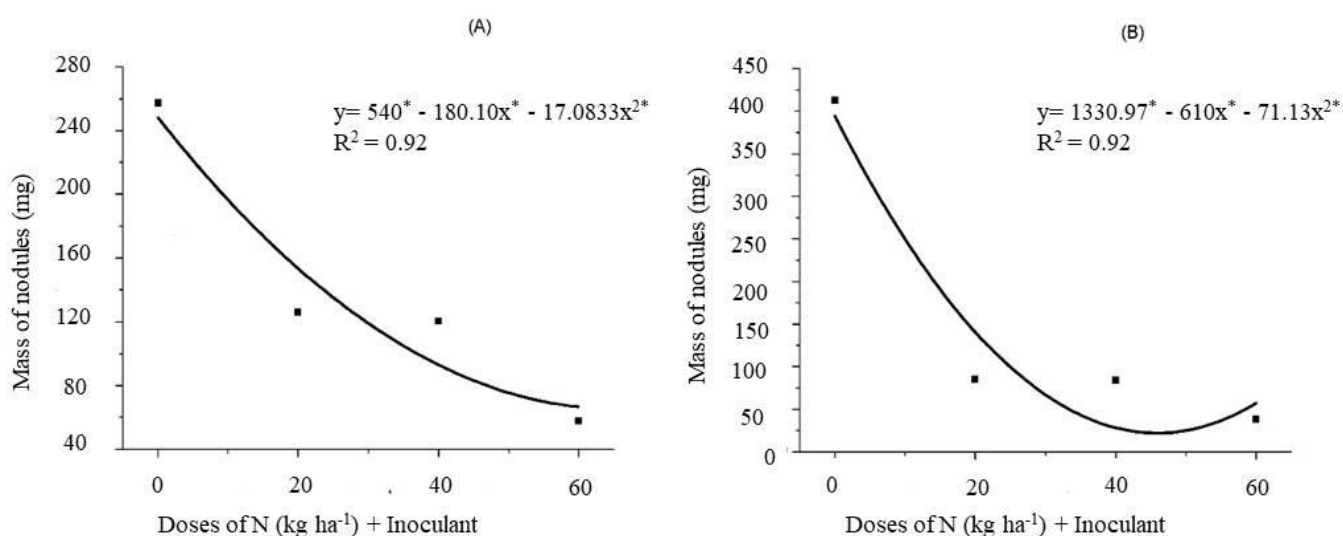 (A)
280
240
200
160
120
80
40
Mass of nodules (mg)
y= 540* - 180.10x* - 17.0833x²*
R² = 0.92
0 20 40 60
Doses of N (kg ha⁻¹) + Inoculant
(B)
450
400
350
300
250
200
150
100
50
0
Mass of nodules (mg)
y= 1330.97* - 610x* - 71.13x²*
R² = 0.92
0 20 40 60
Doses of N (kg ha⁻¹) + Inoculant